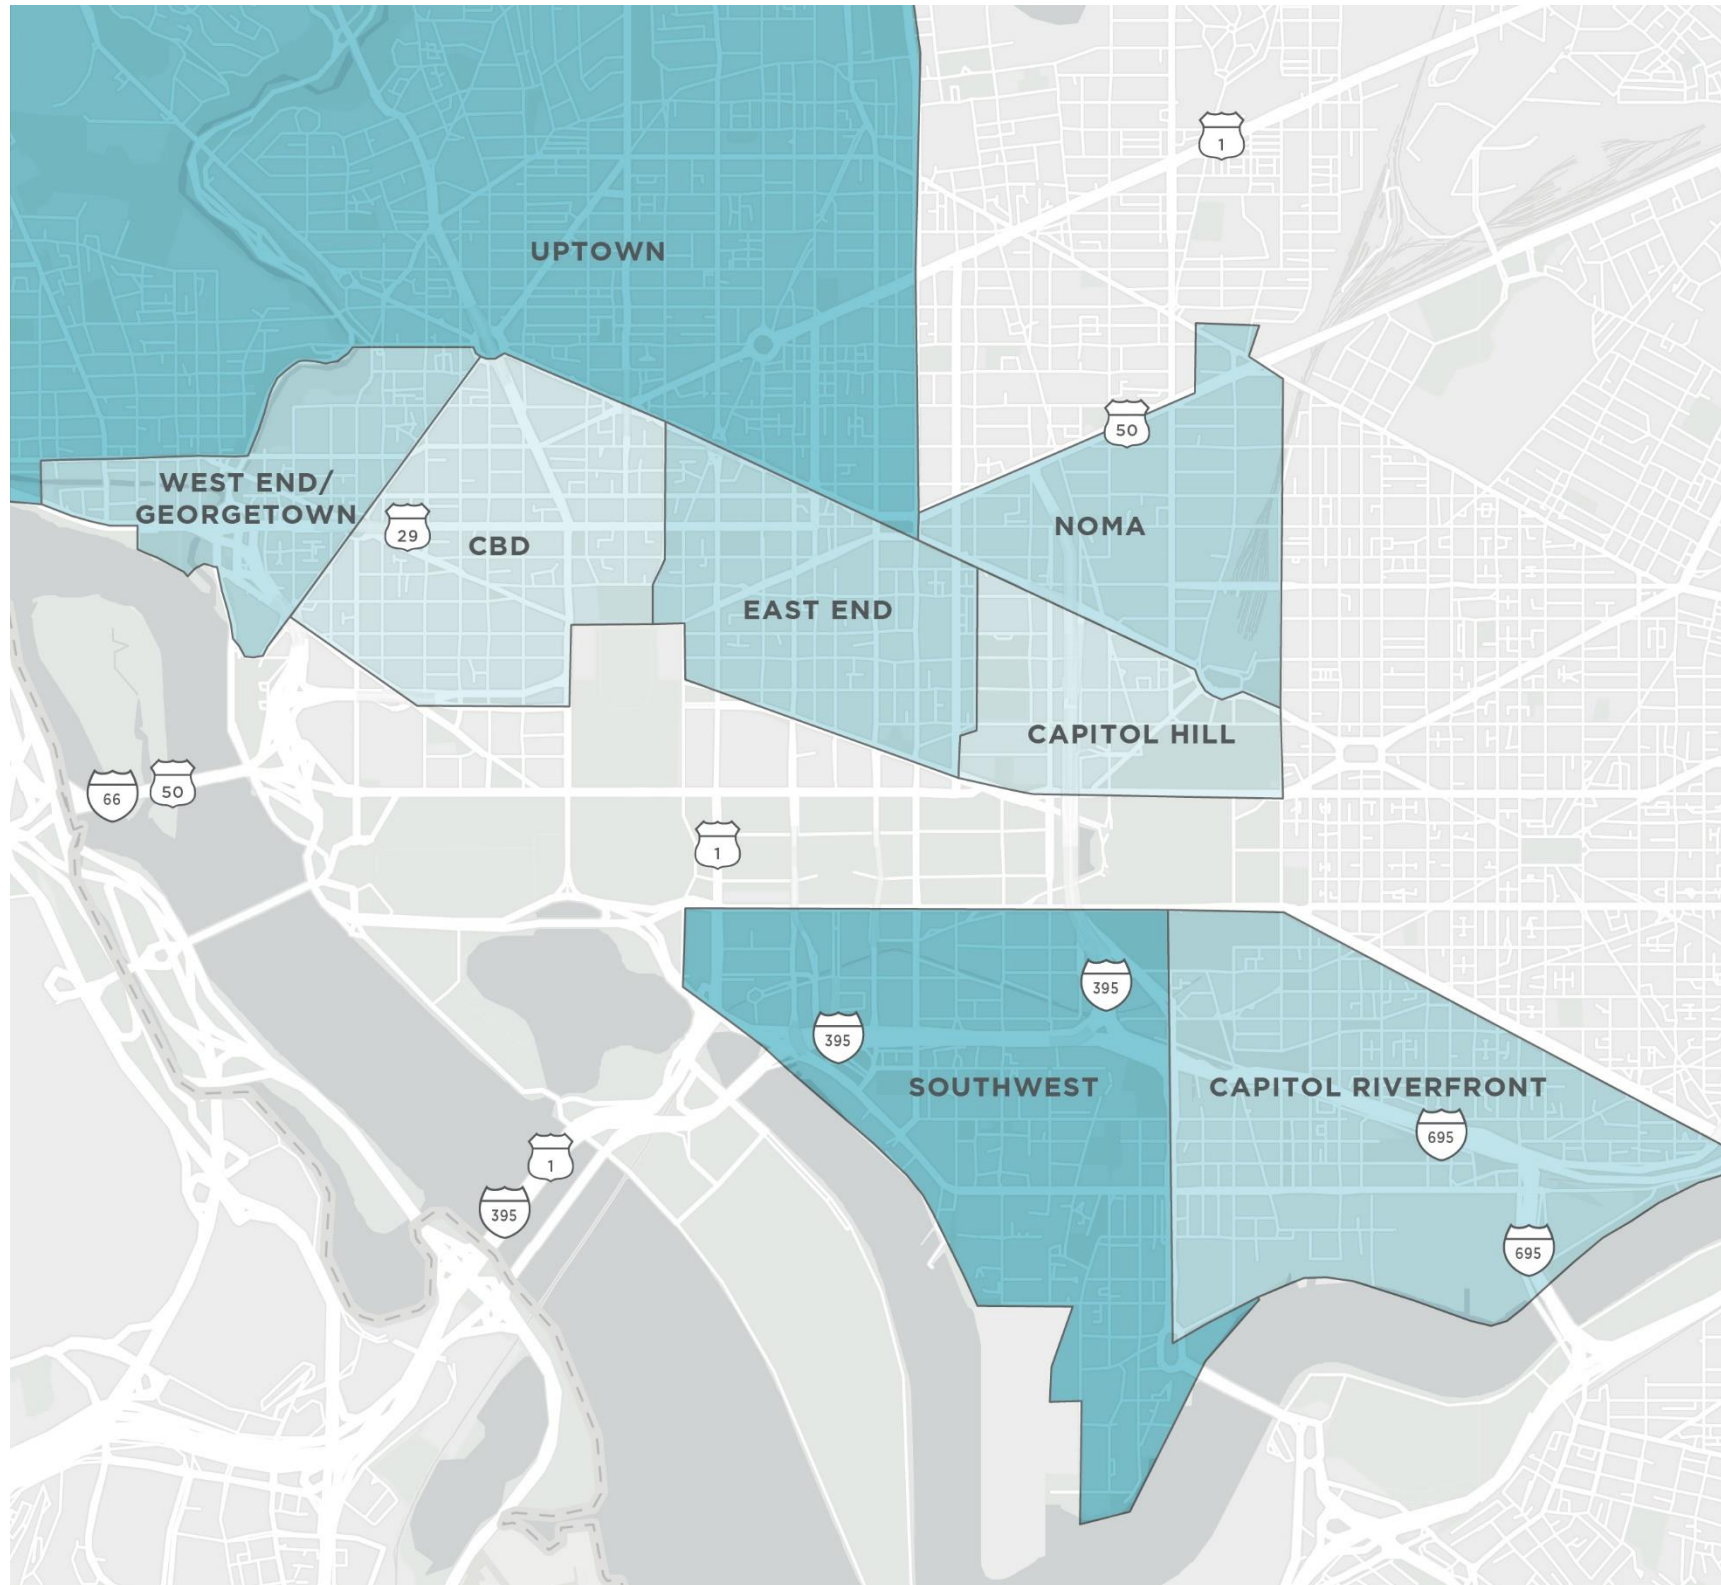 1
UPTOWN
50
WEST END/
GEORGETOWN
29
CBD
NOMA
EAST END
CAPITOL HILL
66
50
1
395
395
SOUTHWEST
CAPITOL RIVERFRONT
695
1
395
695